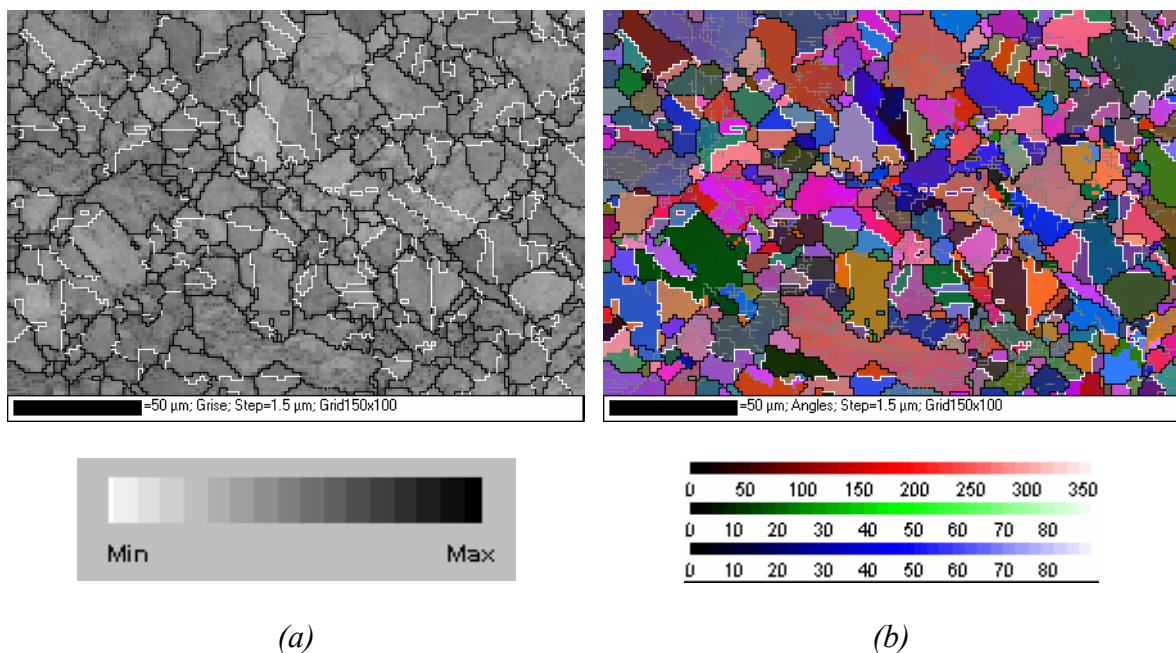 =50 µm; Grise; Step=1.5 µm; Grid150x100
=50 µm; Angles; Step=1.5 µm; Grid150x100
Min Max
0 50 100 150 200 250 300 350
0 10 20 30 40 50 60 70 80
0 10 20 30 40 50 60 70 80
(a)
(b)